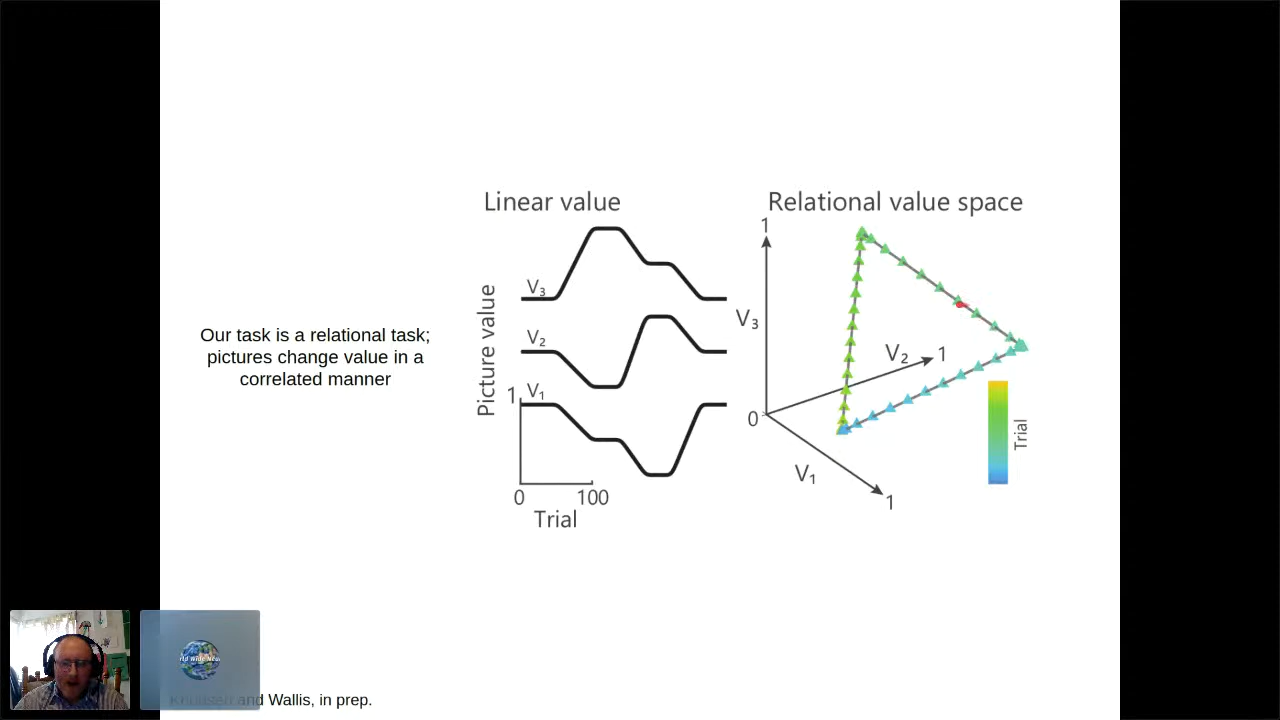 Linear value
Relational value space
Our task is a relational task;
pictures change value in a
correlated manner
Picture value
V₃
V₂
V₁
1
0
100
Trial
1
V₃
V₂
1
0
V₁
1
Trial
and Wallis, in prep.